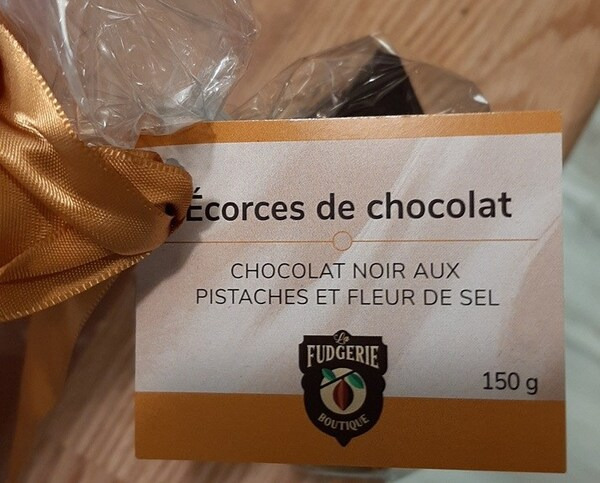 Écorces de chocolat
CHOCOLAT NOIR AUX
PISTACHES ET FLEUR DE SEL
La
FUDGERIE
BOUTIQUE
150 g